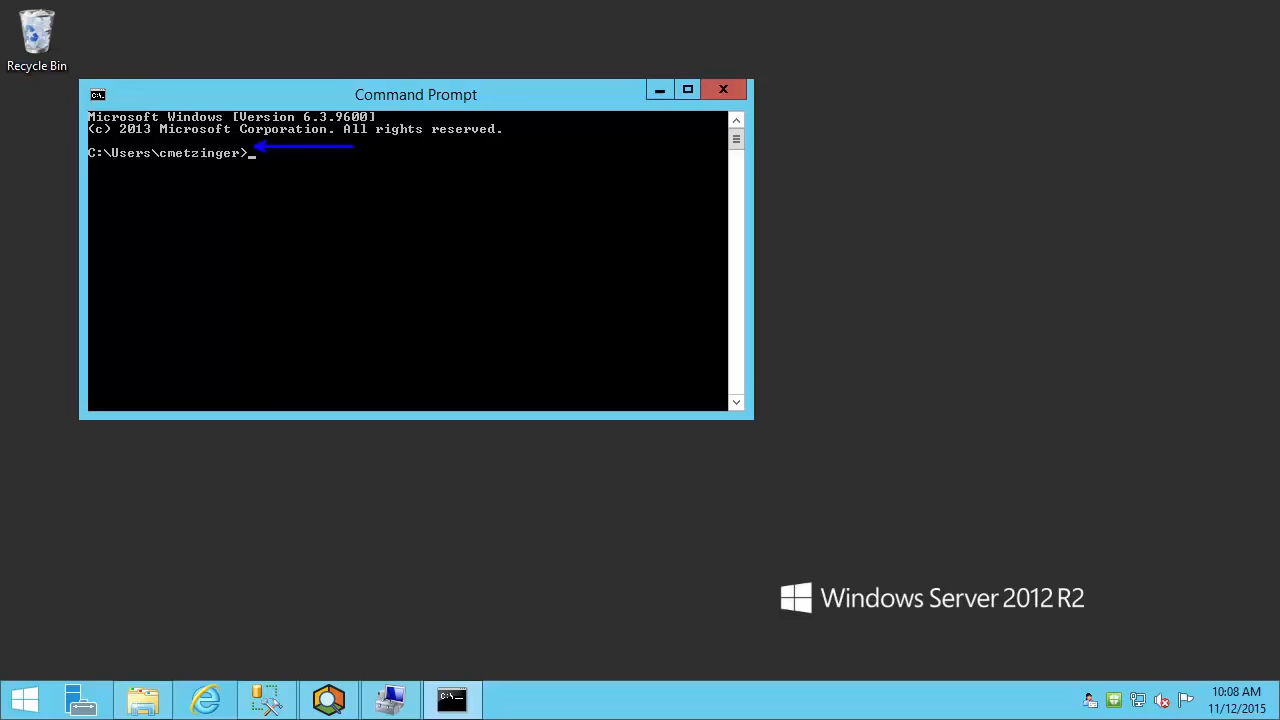 Recycle Bin
Command Prompt
Microsoft Windows [Version 6.3.9600]
(c) 2013 Microsoft Corporation. All rights reserved.
C:\Users\cmetzinger>_
Windows Server 2012 R2
10:08 AM
11/12/2015